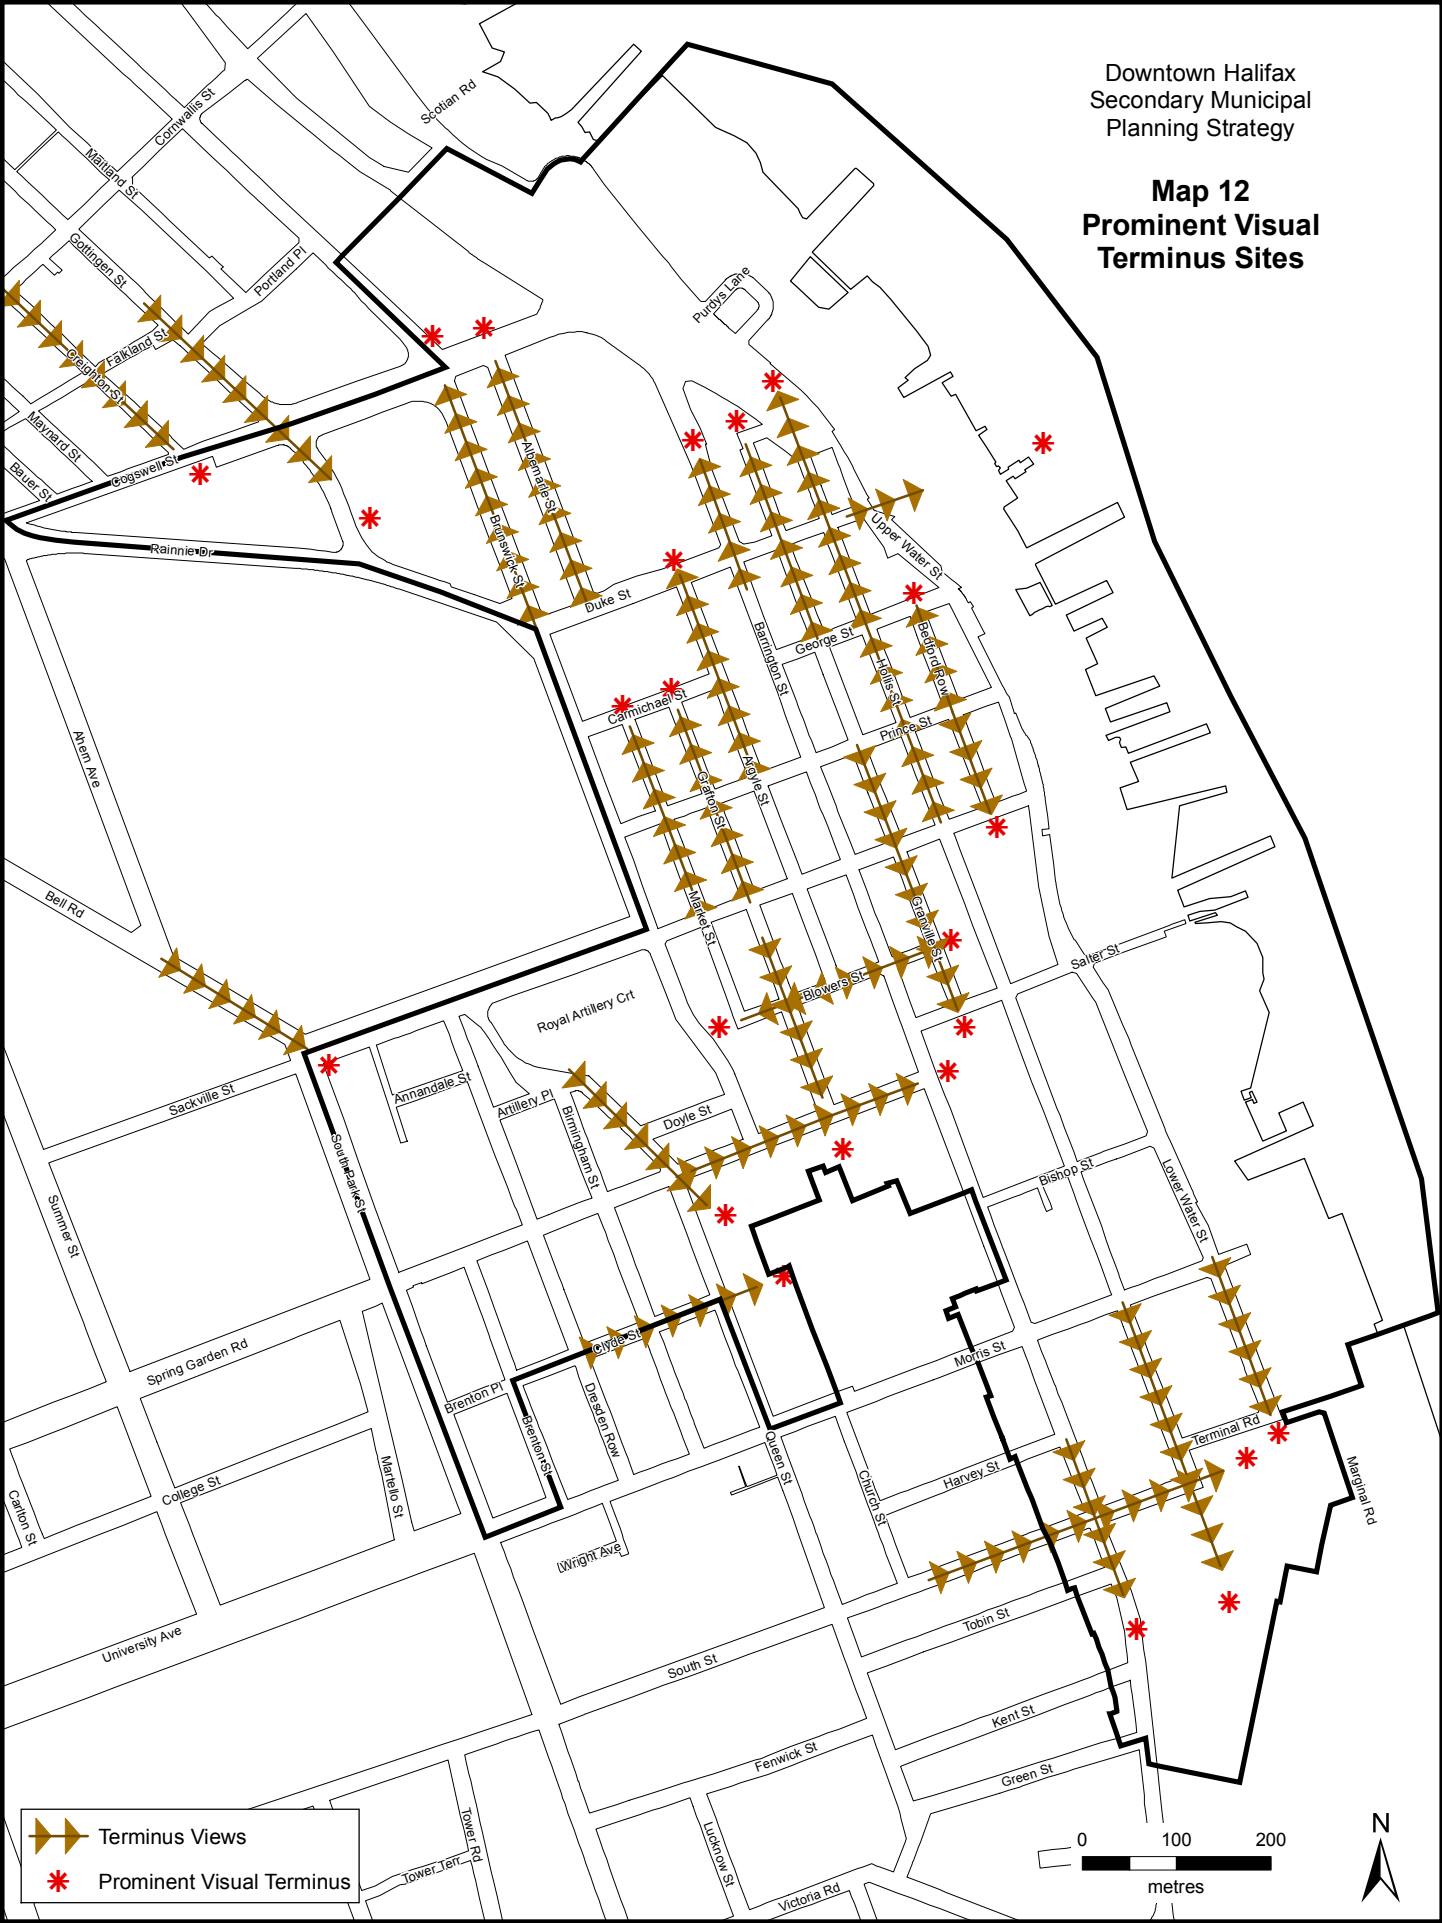 Downtown Halifax
Secondary Municipal
Planning Strategy
Map 12
Prominent Visual
Terminus Sites
Scotian Rd
Cornwallis St
Maitland St
Gottingen St
Portland Pl
Purdys Lane
Falkland St
Creighton St
Maynard St
Bauer St
Cogswell St
Rainnie Dr
Albemarle St
Brunswick St
Duke St
Upper Water St
Barrington St
George St
Bedford Row
Hollis St
Carmichael St
Prince St
Ahern Ave
Argyle St
Grafton St
Market St
Granville St
Bell Rd
Salter St
Blowers St
Royal Artillery Crt
Sackville St
Annandale St
Artillery Pl
Birmingham St
Doyle St
South Park St
Bishop St
Lower Water St
Summer St
Spring Garden Rd
Clyde St
Morris St
Brenton Pl
Brenton St
Dresden Row
Queen St
Terminal Rd
Harvey St
Church St
Marginal Rd
Martello St
College St
Carlton St
Wright Ave
University Ave
Tobin St
South St
Kent St
Fenwick St
Green St
Tower Rd
Tower Terr
Lucknow St
Victoria Rd
Terminus Views
Prominent Visual Terminus
0 100 200
metres
N